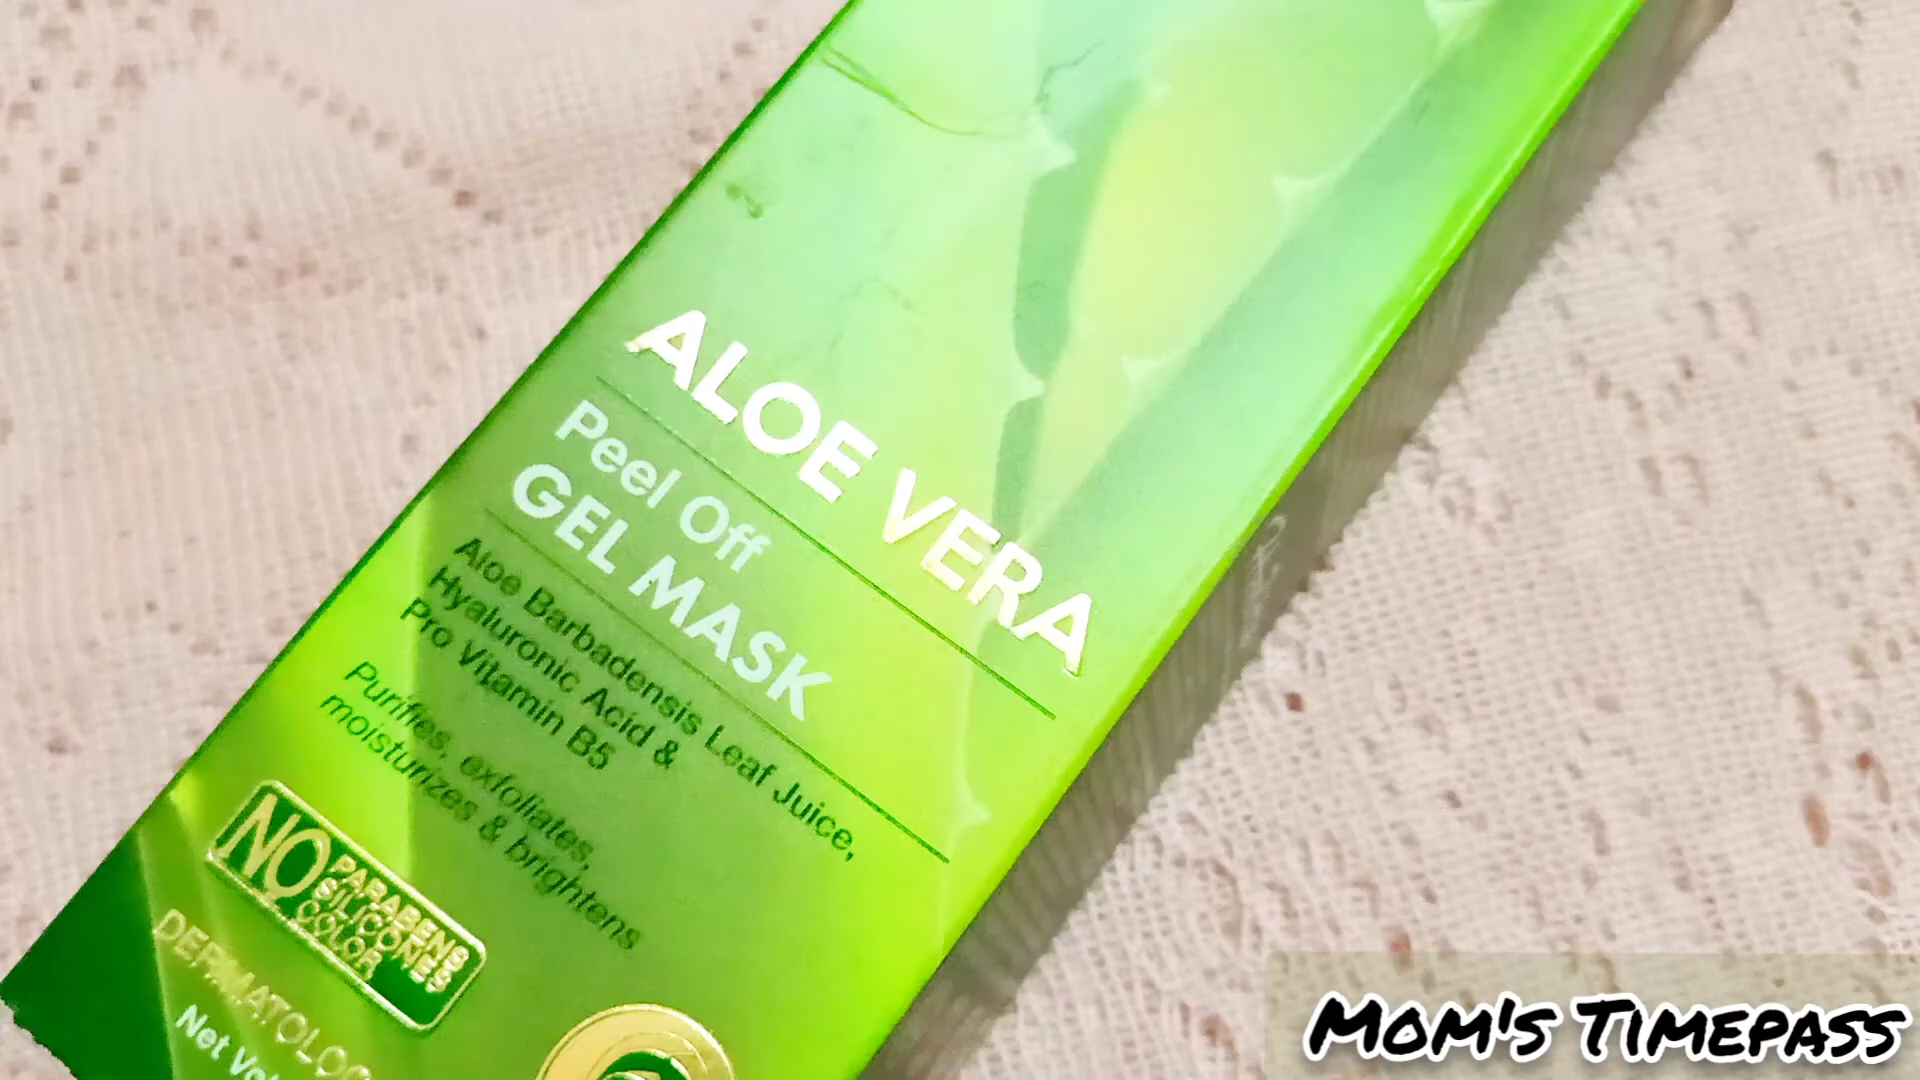 ALOE VERA
Peel Off
GEL MASK
Aloe Barbadensis Leaf Juice,
Hyaluronic Acid &
Pro Vitamin B5
Purifies, exfoliates,
moisturizes & brightens
NO
PARABENS
SILICONES
COLOR
Net
MOM'S TIMEPASS